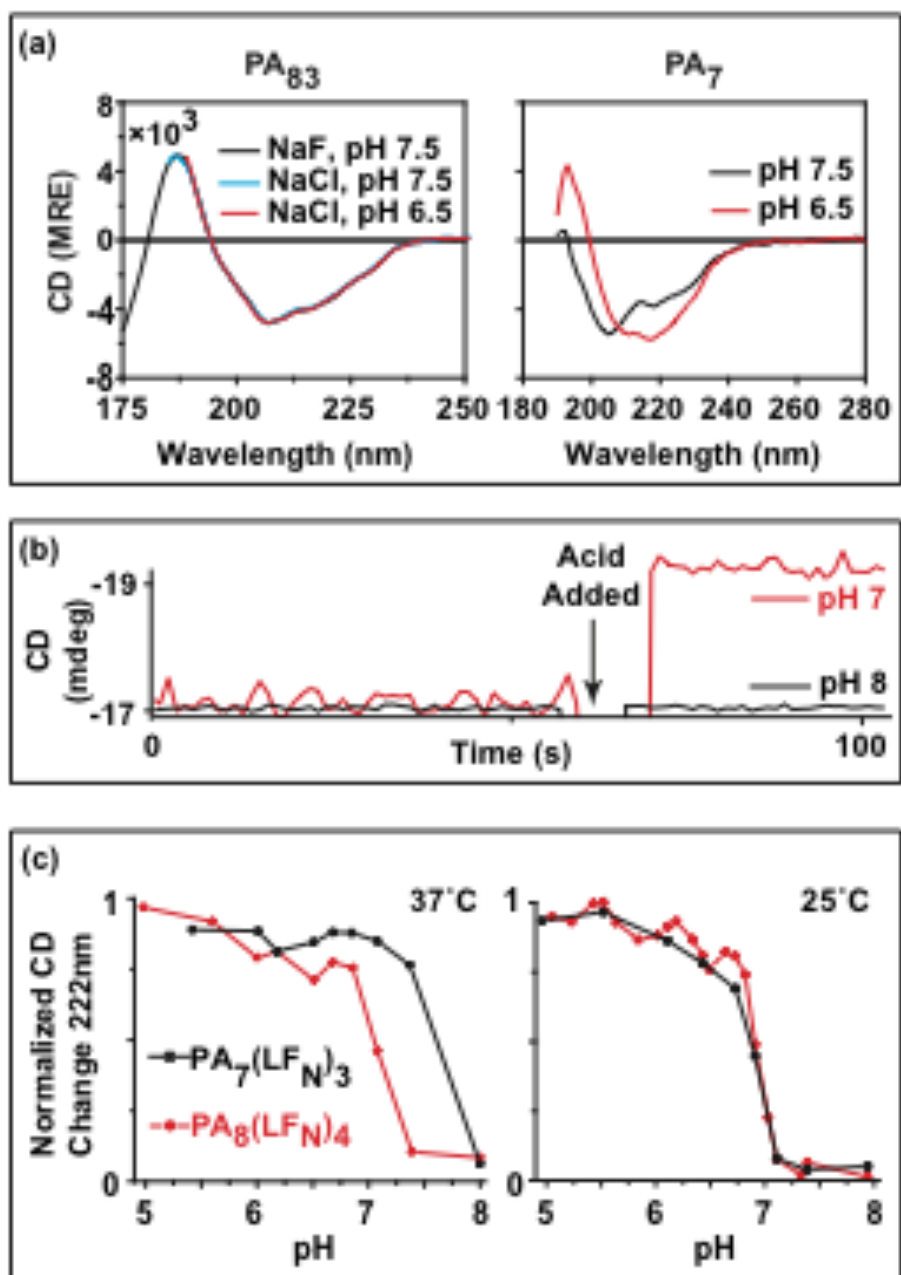 (a)
PA83
PA7
8
×10³
4
0
-4
-8
CD (MRE)
NaF, pH 7.5
NaCl, pH 7.5
NaCl, pH 6.5
pH 7.5
pH 6.5
175 200 225 250
180 200 220 240 260 280
Wavelength (nm)
Wavelength (nm)
(b)
Acid
Added
-19
-17
CD
(mdeg)
pH 7
pH 8
0
Time (s)
100
(c)
1
37˚C
1
25˚C
Normalized CD
Change 222nm
PA7(LFN)3
PA8(LFN)4
1
1
5 6 7 8
5 6 7 8
pH
pH